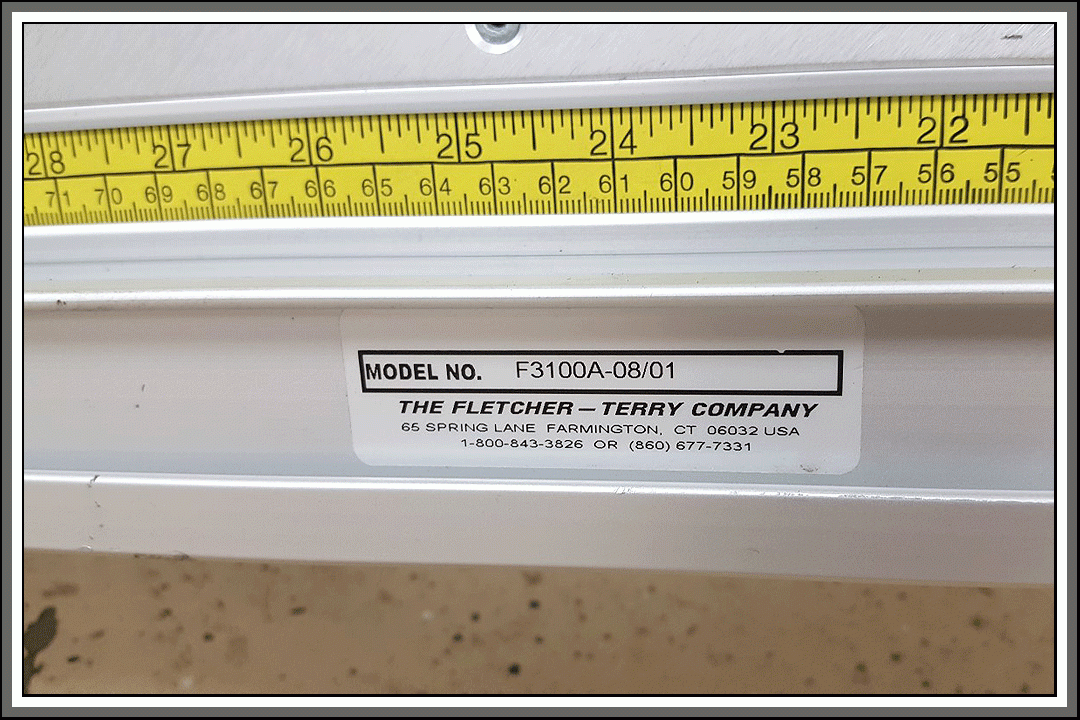 28 27 26 25 24 23 22
71 70 69 68 67 66 65 64 63 62 61 60 59 58 57 56 55
MODEL NO. F3100A-08/01
THE FLETCHER – TERRY COMPANY
65 SPRING LANE FARMINGTON, CT 06032 USA
1-800-843-3826 OR (860) 677-7331